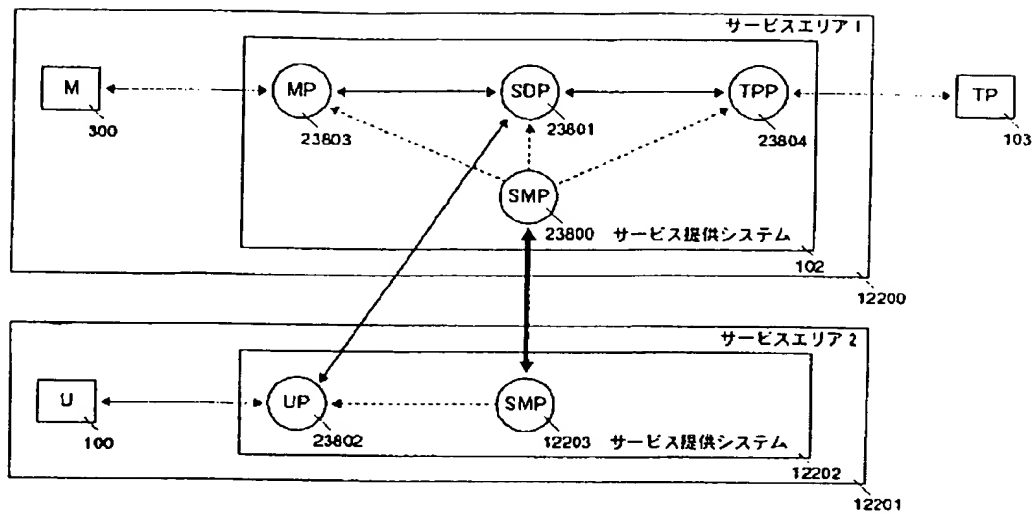 サービスエリア 1
M
300
MP
23803
SDP
23801
TPP
23804
TP
103
SMP
23800
サービス提供システム
102
12200
サービスエリア 2
U
100
UP
23802
SMP
12203
サービス提供システム
12202
12201